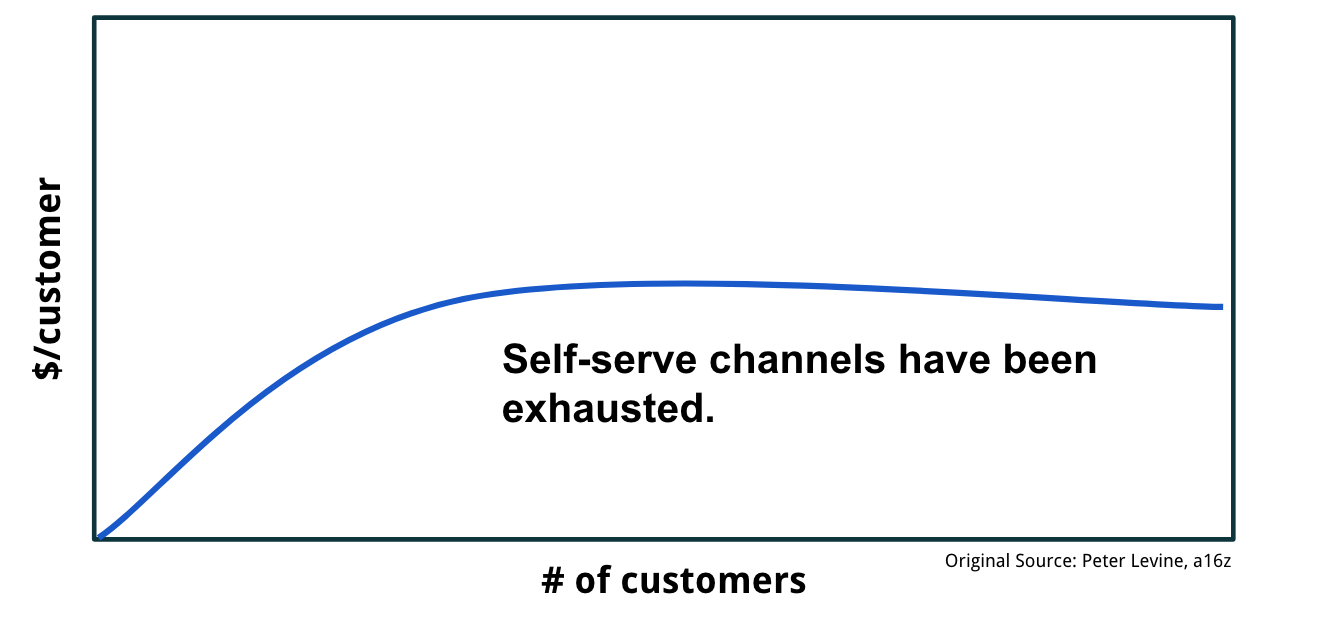 $/customer
Self-serve channels have been
exhausted.
Original Source: Peter Levine, a16z
# of customers